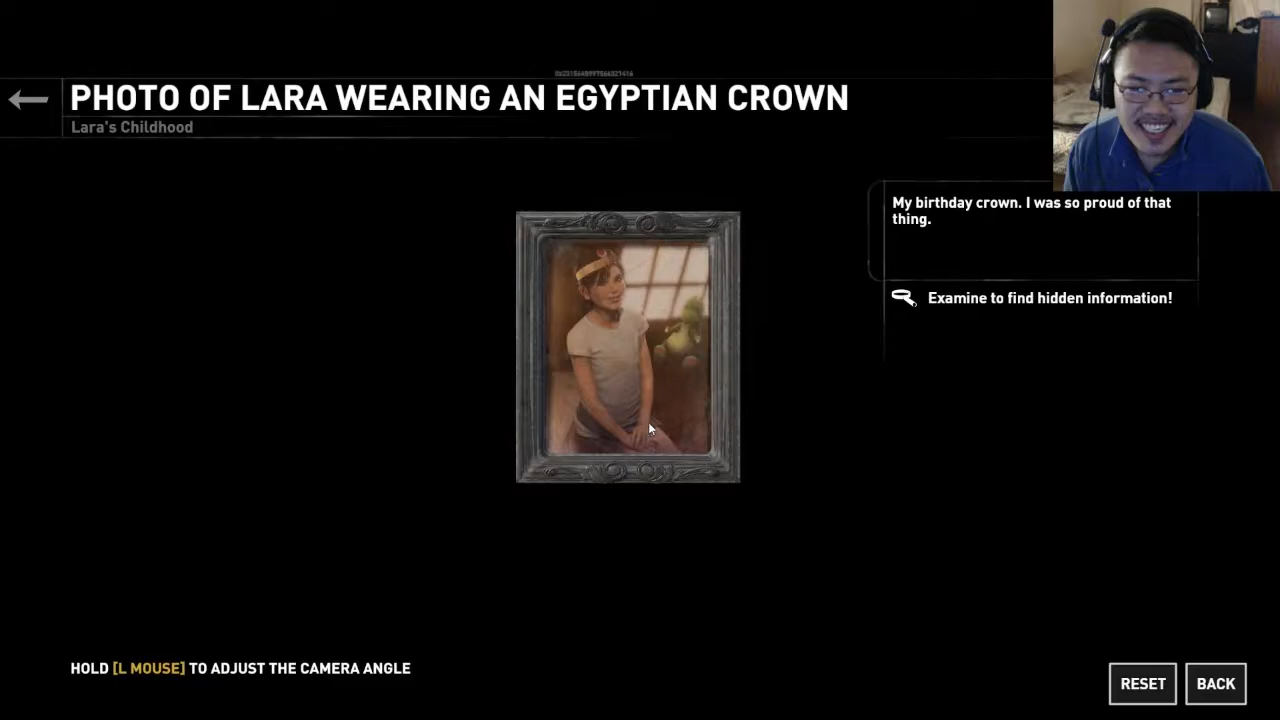 PHOTO OF LARA WEARING AN EGYPTIAN CROWN
Lara's Childhood
My birthday crown. I was so proud of that
thing.
Examine to find hidden information!
HOLD [L MOUSE] TO ADJUST THE CAMERA ANGLE
RESET
BACK